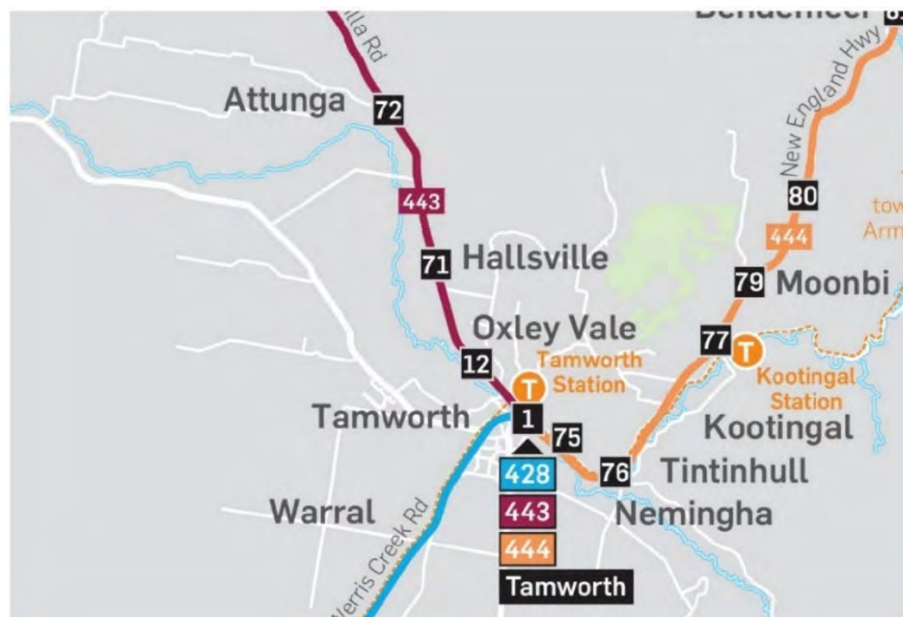 Bendemeer
illa Rd
New England Hwy
Attunga
72
80
443
444
tow
Arm
71
Hallsville
79
Moonbi
Oxley Vale
77
T
12
Tamworth
Station
T
Kootingal
Station
Tamworth
1
75
Kootingal
76
Tintinhull
428
Warral
443
Nemingha
444
Werris Creek Rd
Tamworth